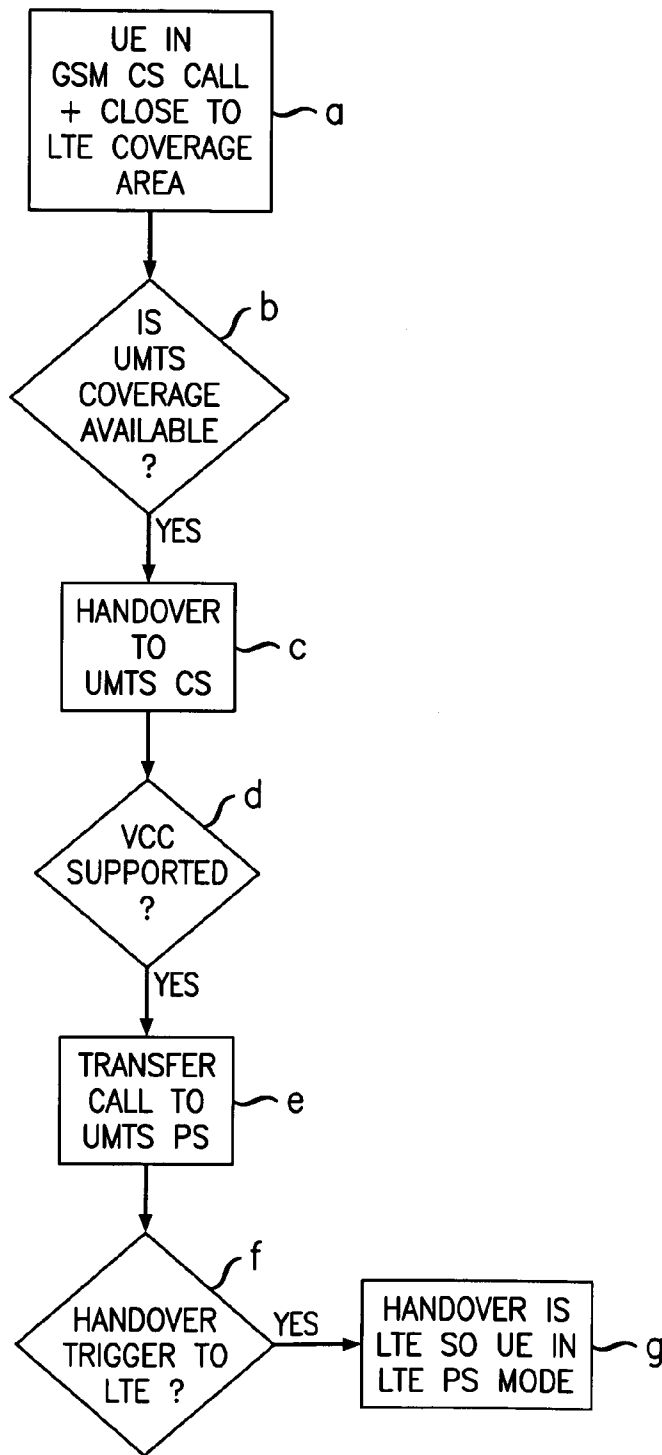 UE IN
GSM CS CALL
+ CLOSE TO
LTE COVERAGE
AREA
a
b
IS
UMTS
COVERAGE
AVAILABLE
?
YES
HANDOVER
TO
UMTS CS
c
d
VCC
SUPPORTED
?
YES
TRANSFER
CALL TO
UMTS PS
e
f
HANDOVER
TRIGGER TO
LTE ?
YES
HANDOVER IS
LTE SO UE IN
LTE PS MODE
g